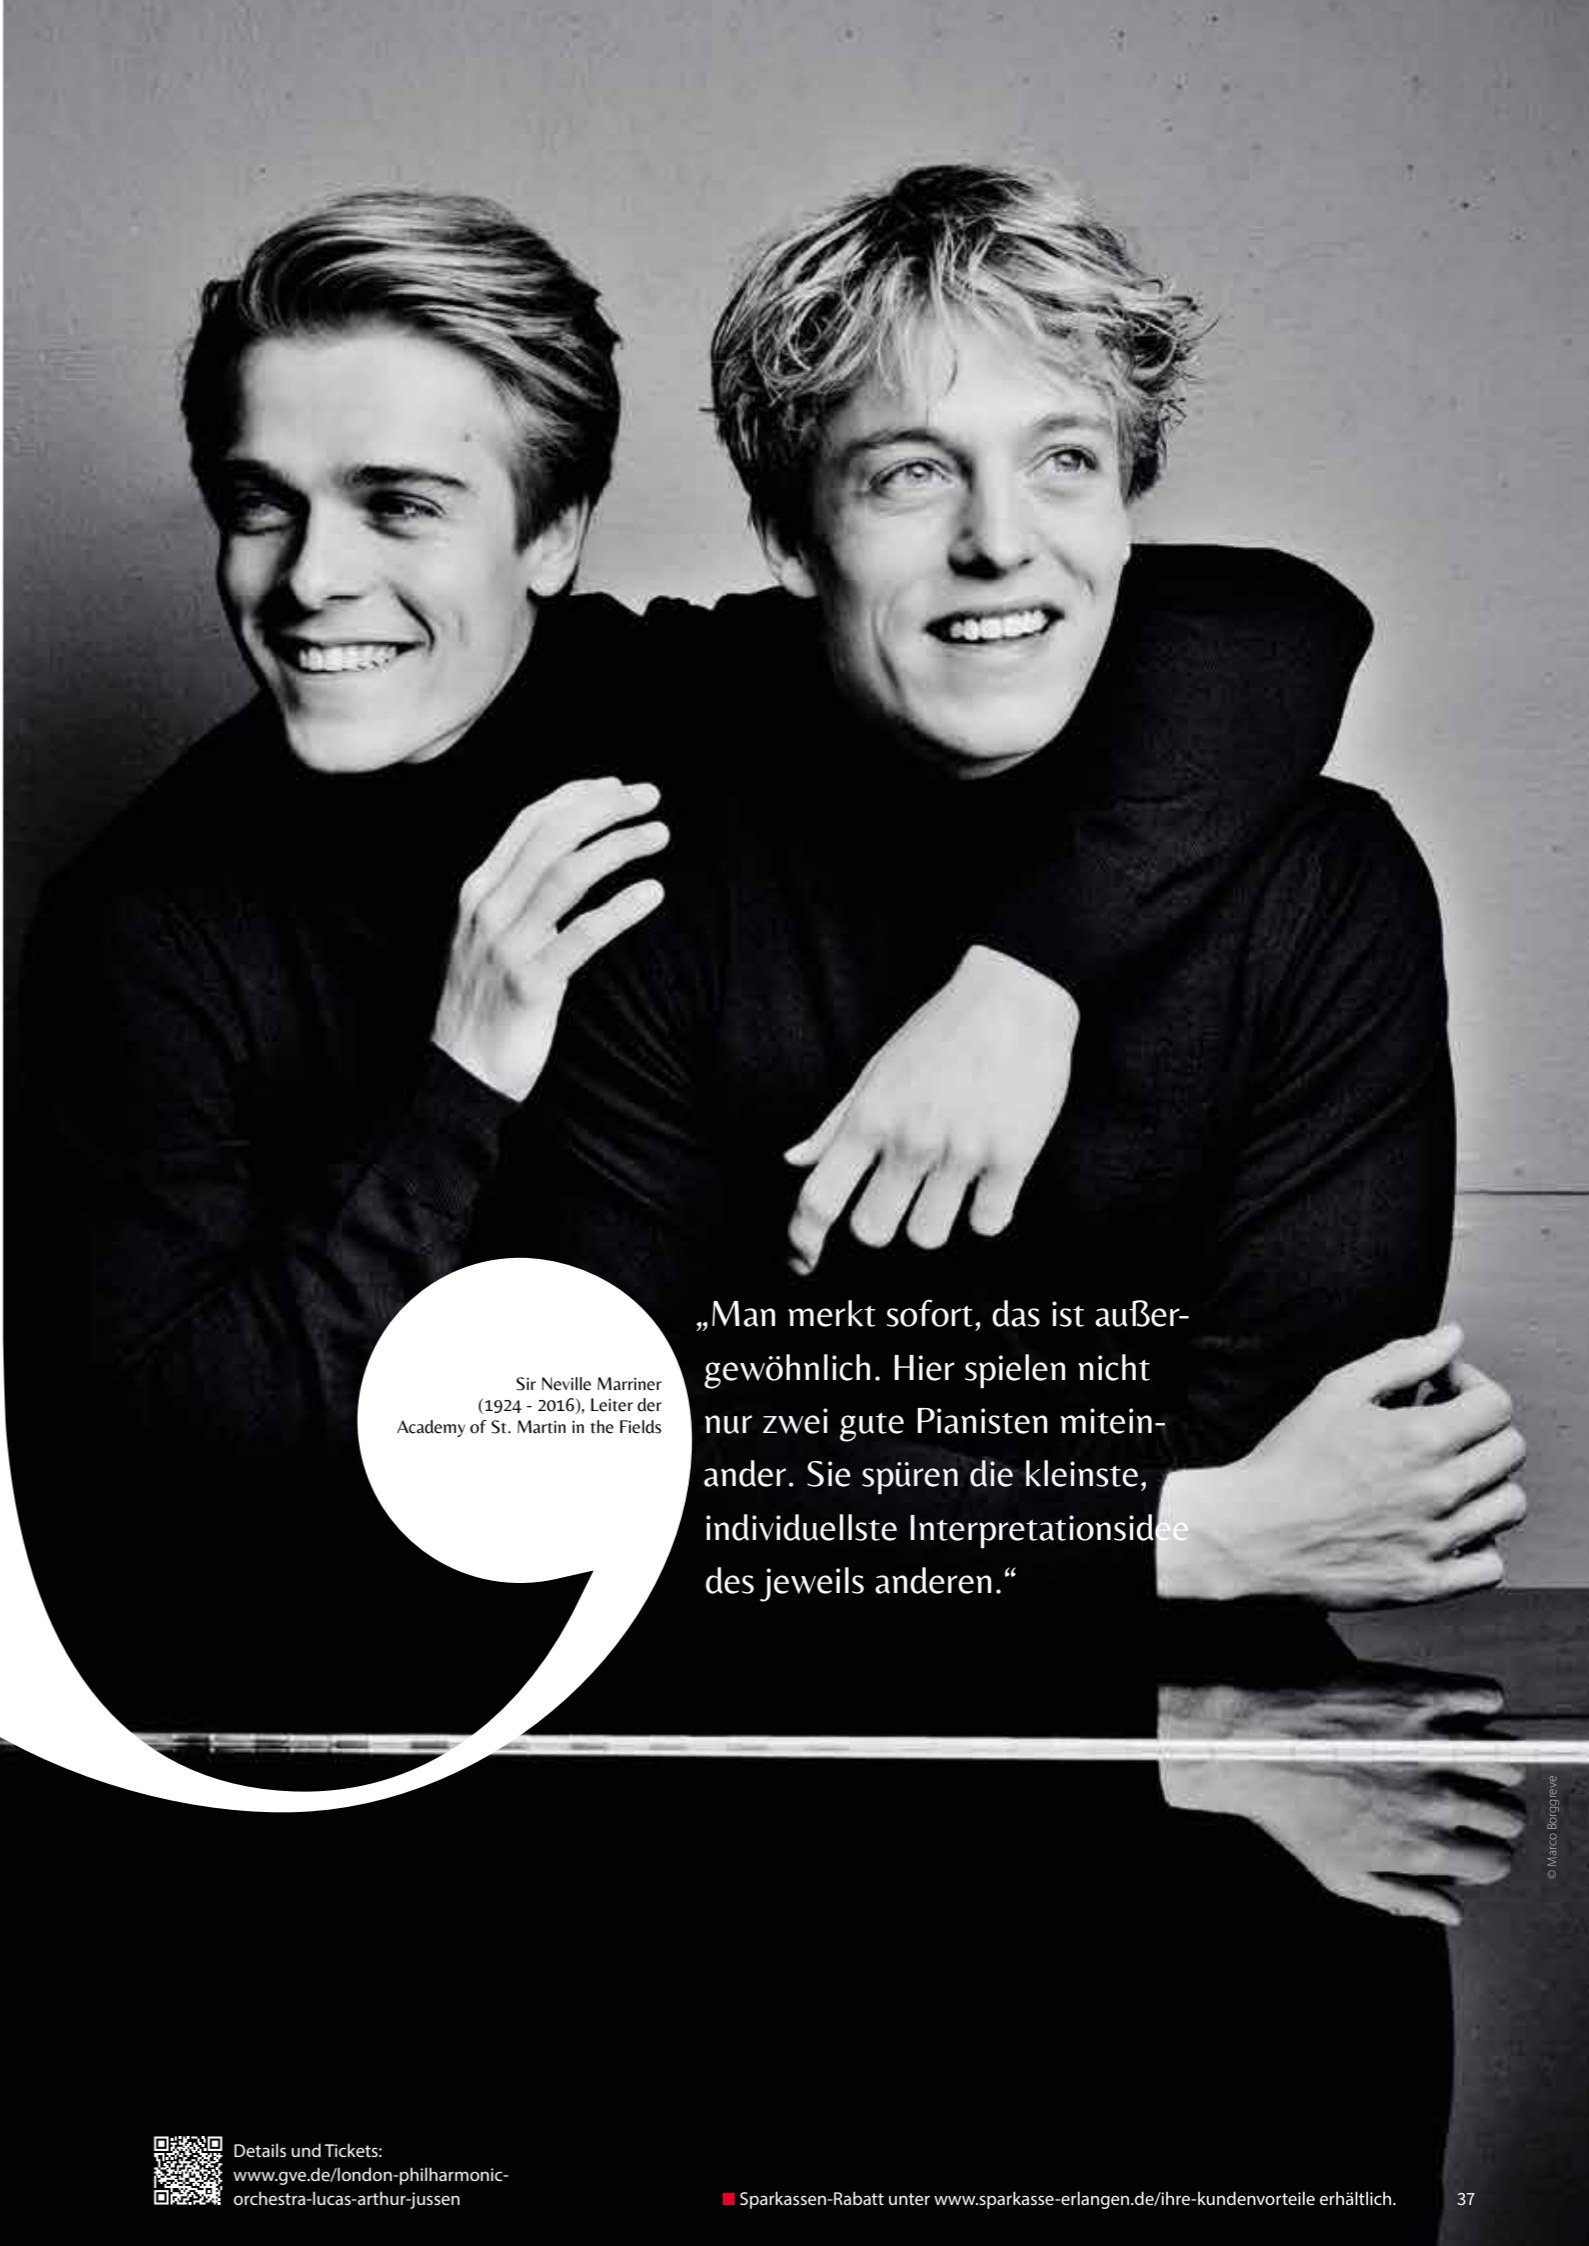 Sir Neville Marriner
(1924 - 2016), Leiter der
Academy of St. Martin in the Fields
„Man merkt sofort, das ist außer-
gewöhnlich. Hier spielen nicht
nur zwei gute Pianisten mitein-
ander. Sie spüren die kleinste,
individuellste Interpretationsidee
des jeweils anderen.“
© Marco Borggreve
Details und Tickets:
www.gve.de/london-philharmonic-
orchestra-lucas-arthur-jussen
Sparkassen-Rabatt unter www.sparkasse-erlangen.de/ihre-kundenvorteile erhältlich.
37